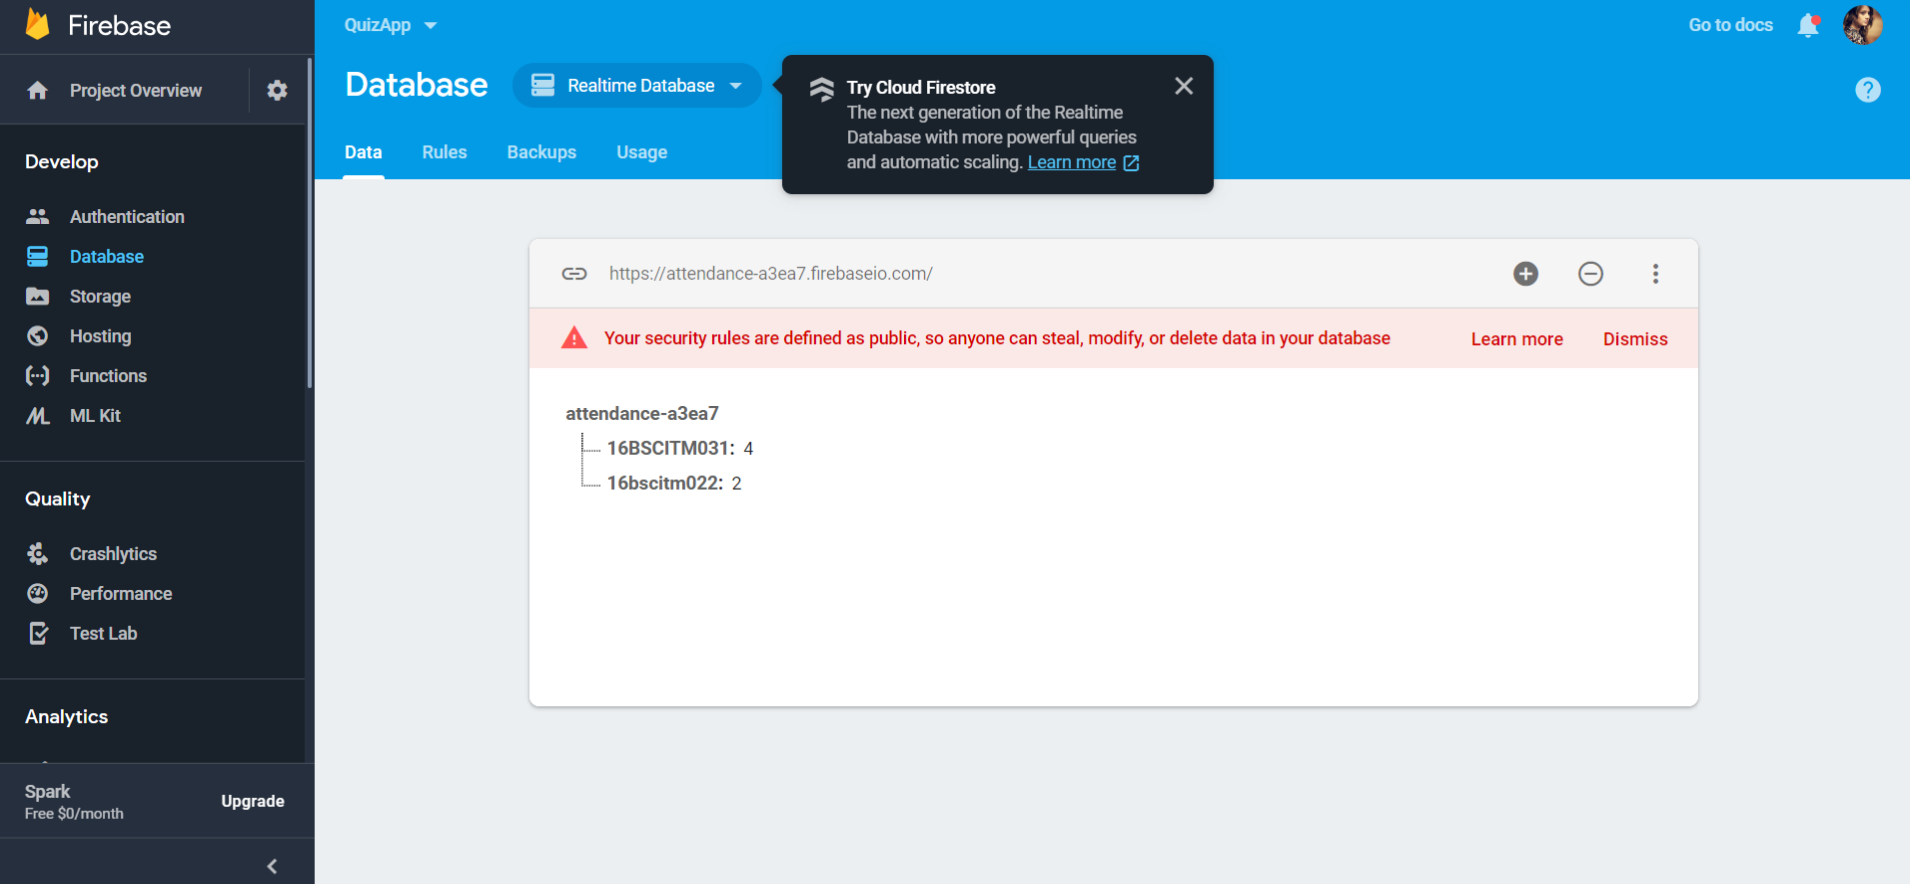 Firebase
Project Overview
Develop
Authentication
Database
Storage
Hosting
Functions
ML Kit
Quality
Crashlytics
Performance
Test Lab
Analytics
Spark
Free $0/month
Upgrade
QuizApp
Go to docs
Database
Realtime Database
Data
Rules
Backups
Usage
Try Cloud Firestore
The next generation of the Realtime
Database with more powerful queries
and automatic scaling. Learn more
https://attendance-a3ea7.firebaseio.com/
Your security rules are defined as public, so anyone can steal, modify, or delete data in your database
Learn more
Dismiss
attendance-a3ea7
16BSCITM031: 4
16bscitm022: 2